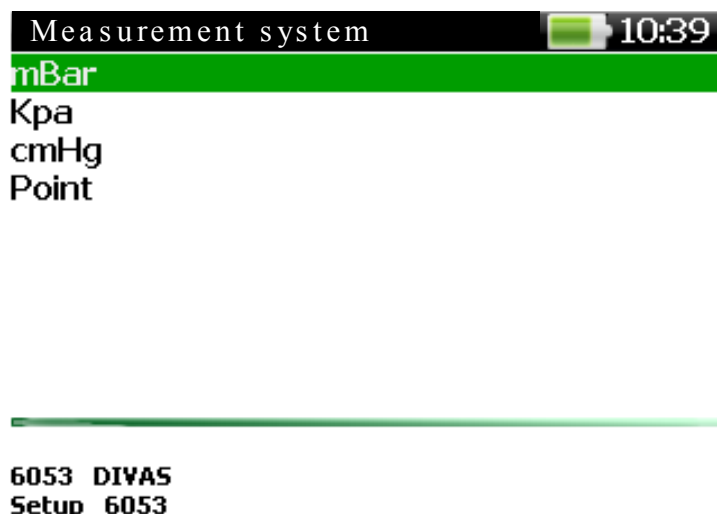 Measurement system 10:39
mBar
Kpa
cmHg
Point
6053 DIVAS
Setup 6053